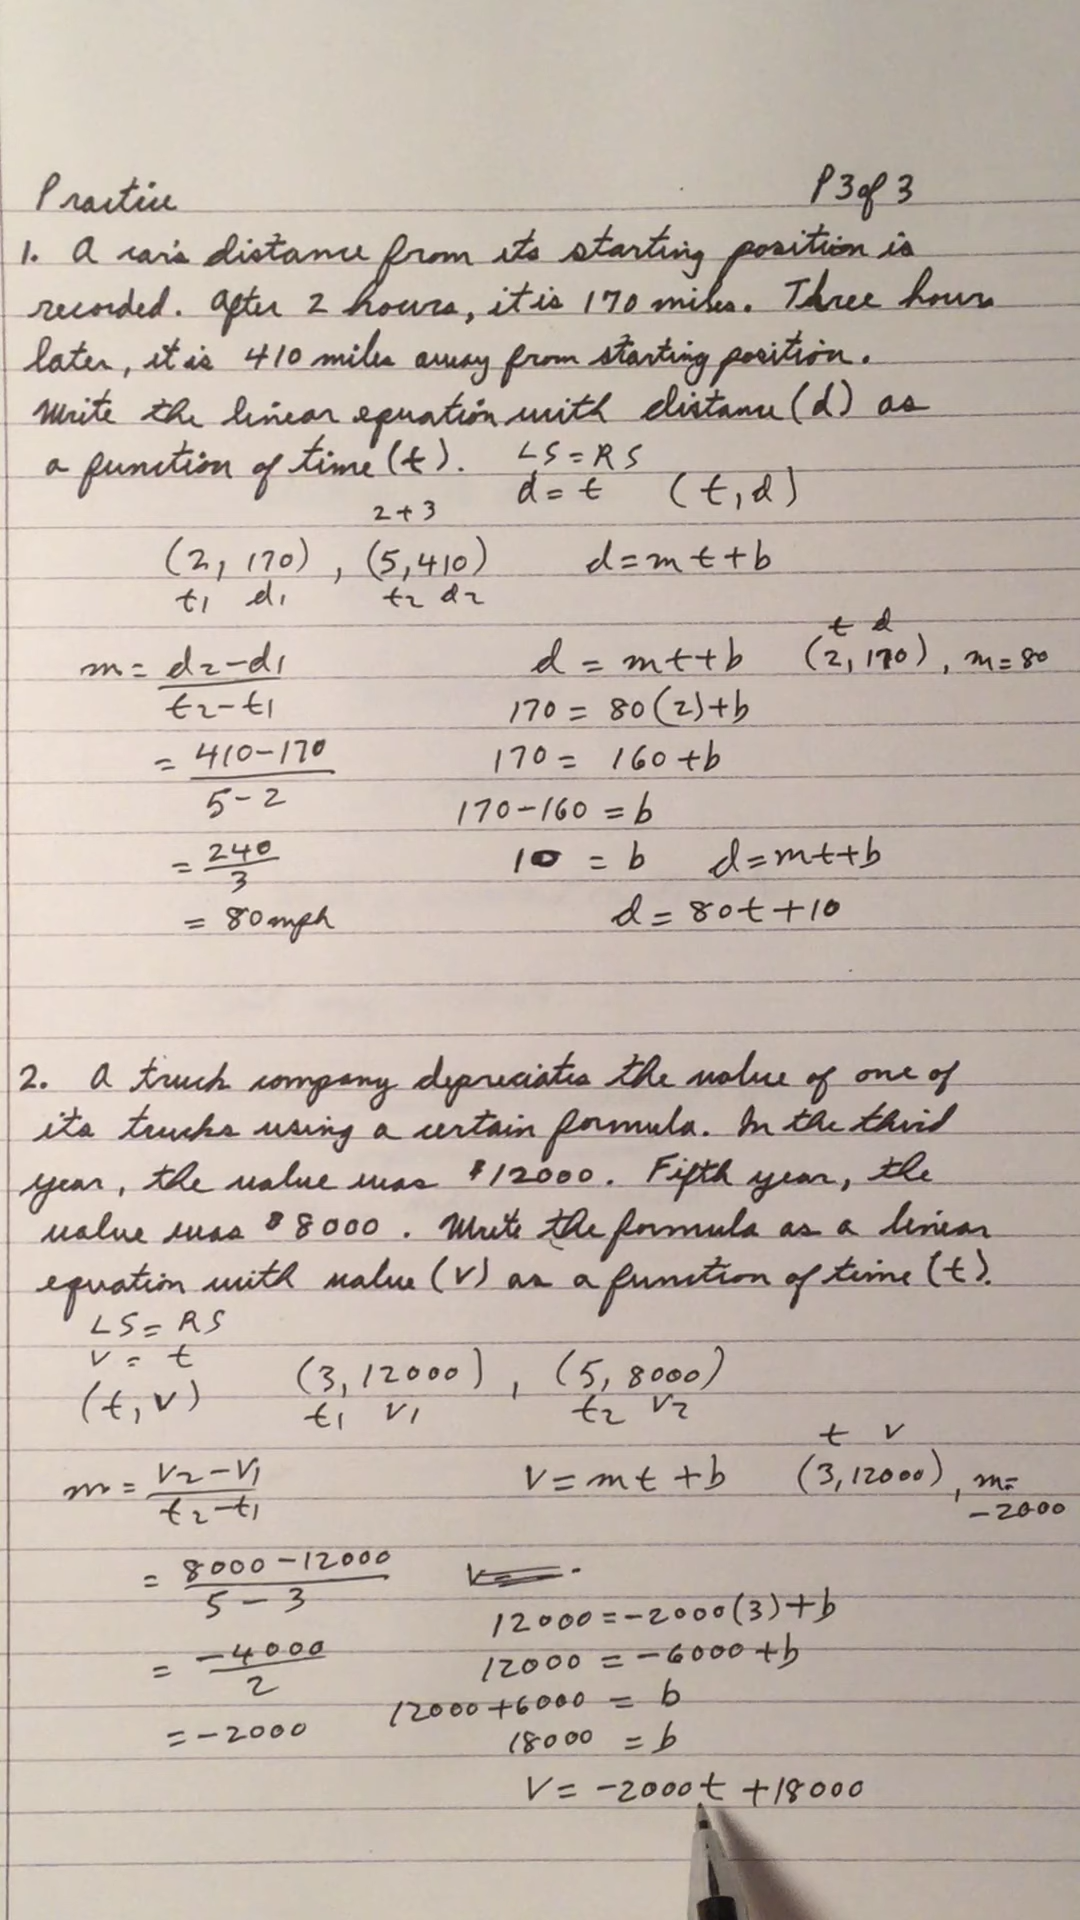 Practice P3of 3
1. A car's distance from its starting position is
recorded. After 2 hours, it is 170 miles. Three hours
later, it is 410 miles away from starting position.
Write the linear equation with distance (d) as
a function of time (t). LS = RS
d = t (t, d)
2+3
(2, 170) , (5, 410) d = mt + b
t1 d1 t2 d2
t d
m = d2 - d1 / t2 - t1 d = mt + b (2, 170) , m = 80
170 = 80(2) + b
= 410 - 170 / 5 - 2 170 = 160 + b
170 - 160 = b
= 240 / 3 10 = b d = mt + b
= 80 mph d = 80t + 10
2. A truck company depreciates the value of one of
its trucks using a certain formula. In the third
year, the value was $12000. Fifth year, the
value was $8000. Write the formula as a linear
equation with value (V) as a function of time (t).
LS = RS
V = t
(t, V) (3, 12000) , (5, 8000)
t1 V1 t2 V2
t V
m = V2 - V1 / t2 - t1 V = mt + b (3, 12000) , m =
-2000
= 8000 - 12000 / 5 - 3
12000 = -2000(3) + b
= -4000 / 2 12000 = -6000 + b
12000 + 6000 = b
= -2000 18000 = b
V = -2000t + 18000